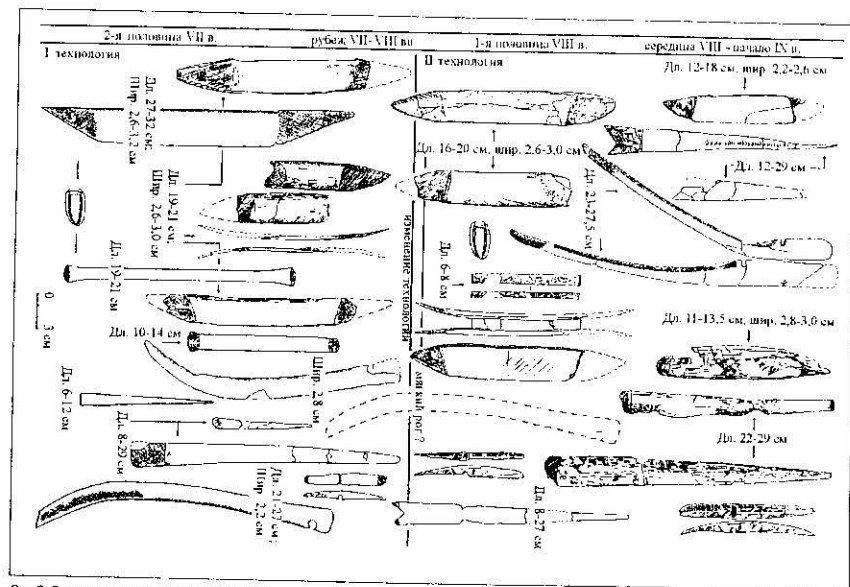 2-я половина VII в.
рубеж VII-VIII вв.
1-я половина VIII в.
середина VIII - начало IX в.
I технология
II технология
Дл. 27-32 см;
Шир. 2,6-3,2 см
Дл. 19-21 см;
Шир. 2,6-3,0 см
Дл. 19-21 см
0 3 см
Дл. 10-14 см
Дл. 6-12 см
Дл. 8-29 см
Шир. 2,8 см
Шир. 2,2 см
изменение технологии
мягкий рог?
Дл. 12-18 см, шир. 2,2-2,6 см
Дл. 16-20 см, шир. 2,6-3,0 см
Дл. 12-29 см
Дл. 23-27,5 см
Дл. 6-8 см
Дл. 11-13,5 см, шир. 2,8-3,0 см
Дл. 22-29 см
Дл. 8-27 см